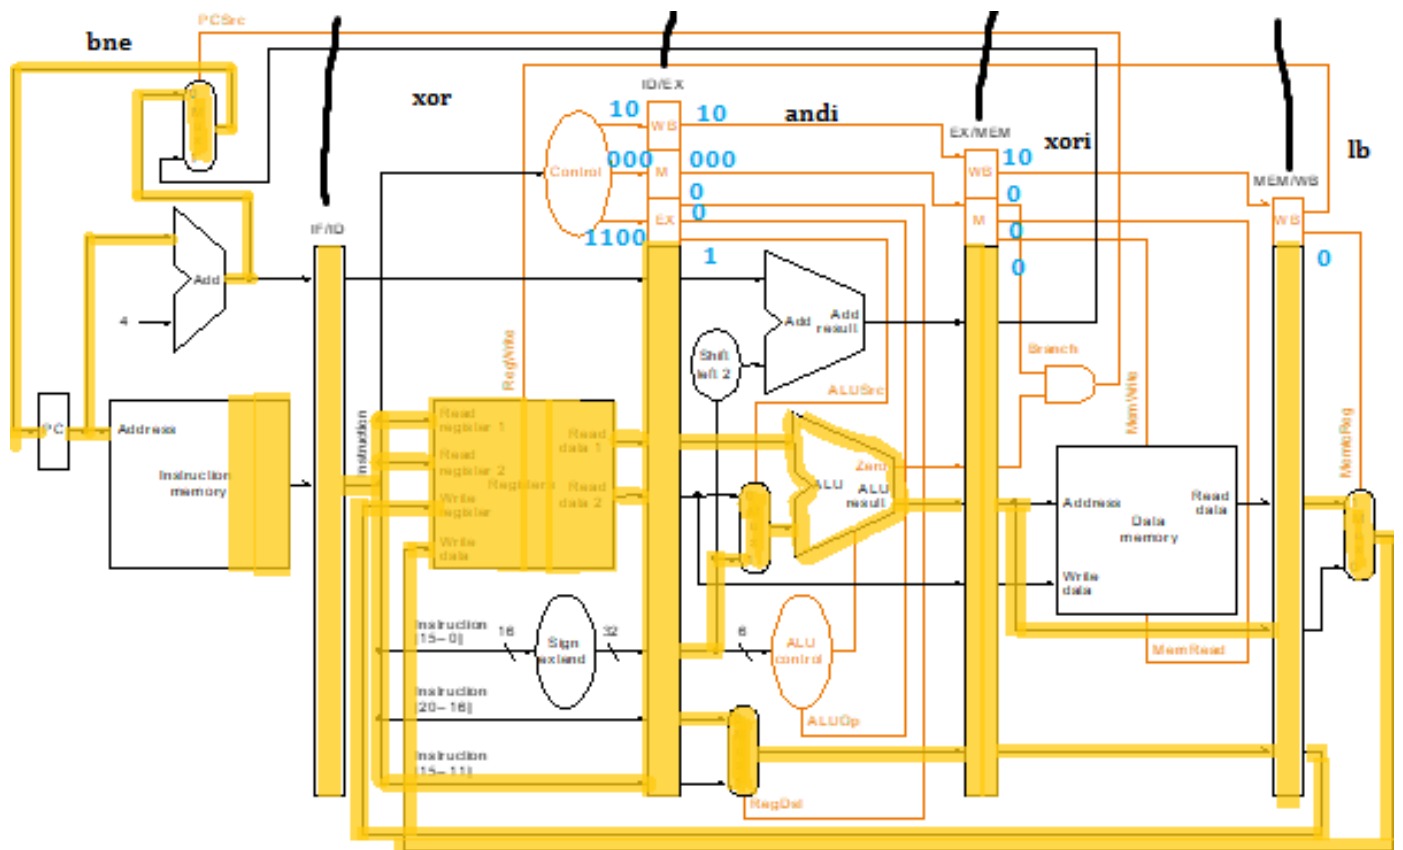 PCSrc
bne
xor
ID/EX
10
WB
10
andi
EX/MEM
xori
lb
Control
000
M
000
WB
10
MEM/WB
0
0
EX
0
M
0
WB
1100
1
0
0
IF/ID
Add
4
Add
Add
result
Shift
left 2
RegWrite
Branch
ALUSrc
MemWrite
MemtoReg
PC
Address
Instruction
memory
Instruction
Read
register 1
Read
register 2
Write
register
Write
data
Registers
Read
data 1
Read
data 2
Zero
ALU
ALU
result
Address
Read
data
Data
memory
Write
data
Instruction
[15–0]
16
Sign
extend
32
6
ALU
control
MemRead
Instruction
[20–16]
ALUOp
Instruction
[15–11]
RegDst